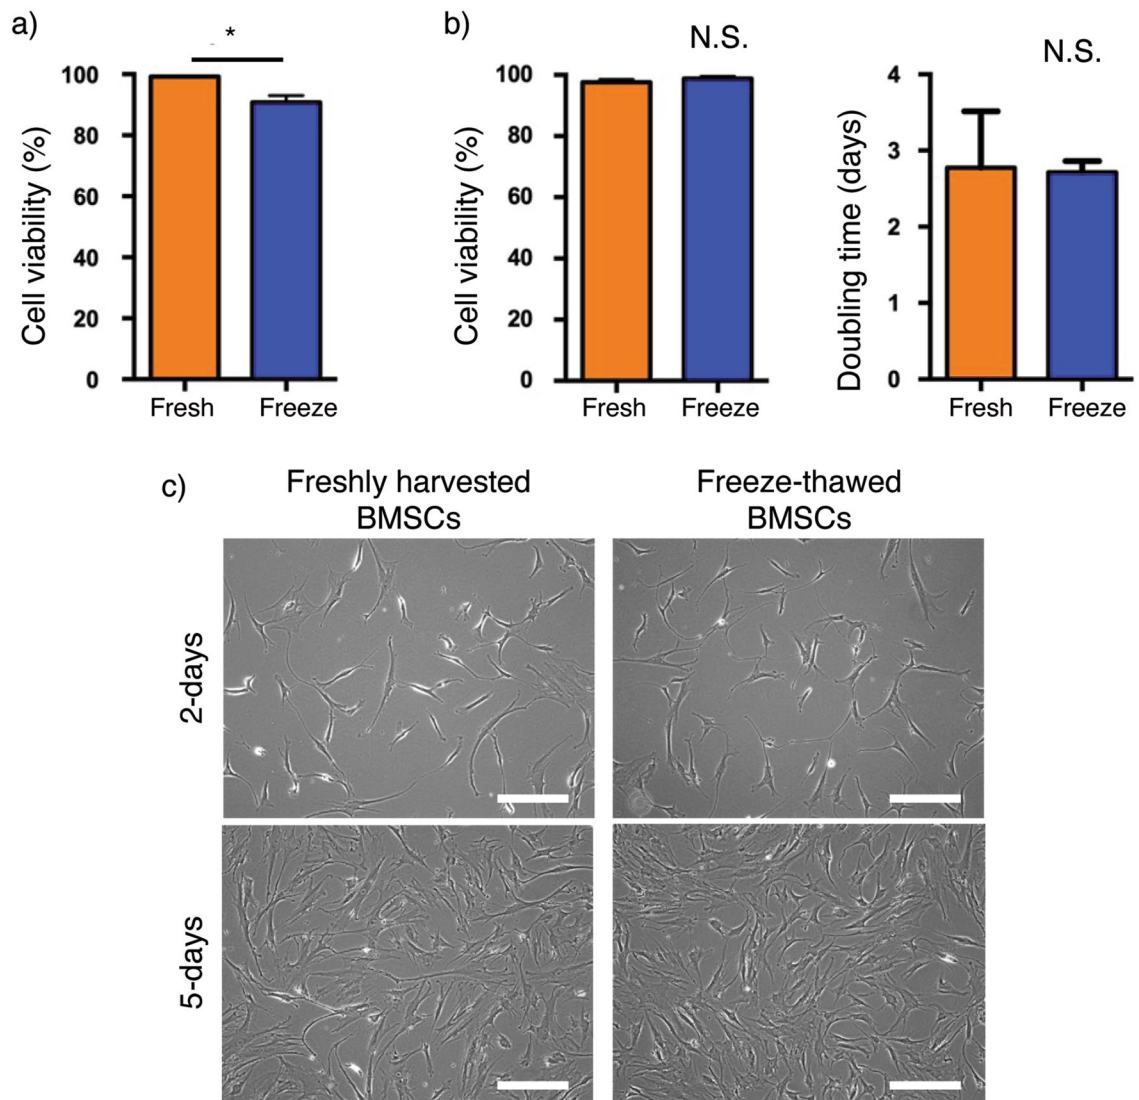 a)
*
100
80
60
40
20
0
Cell viability (%)
Fresh
Freeze
b)
N.S.
100
80
60
40
20
0
Cell viability (%)
Fresh
Freeze
N.S.
4
3
2
1
0
Doubling time (days)
Fresh
Freeze
c)
Freshly harvested
BMSCs
Freeze-thawed
BMSCs
2-days
5-days